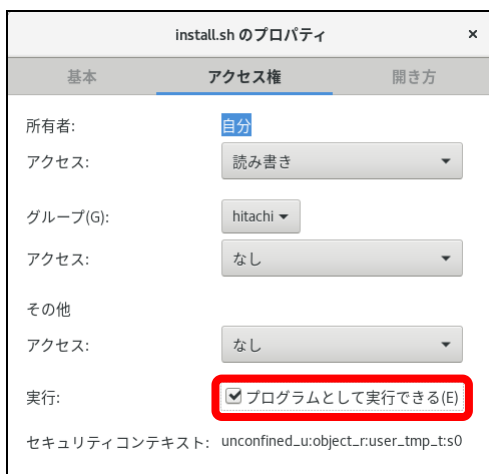 install.sh のプロパティ
基本 アクセス権 開き方
所有者: 自分
アクセス: 読み書き
グループ(G): hitachi
アクセス: なし
その他
アクセス: なし
実行: プログラムとして実行できる(E)
セキュリティコンテキスト: unconfined_u:object_r:user_tmp_t:s0